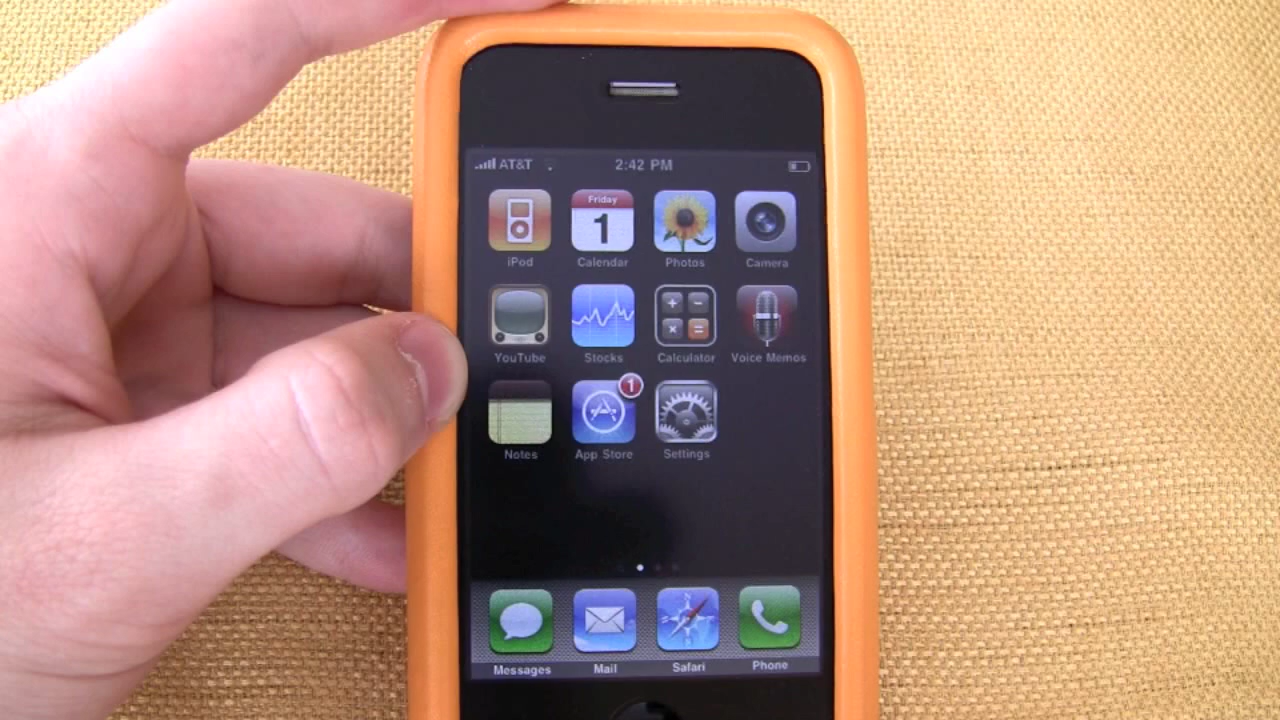 AT&T 2:42 PM
Friday
1
iPod Calendar Photos Camera
YouTube Stocks Calculator Voice Memos
1
Notes App Store Settings
Messages Mail Safari Phone